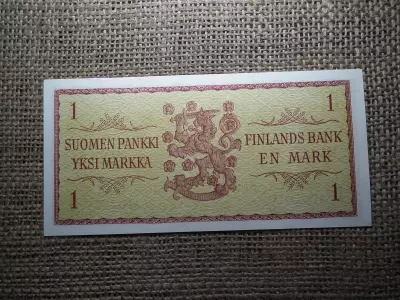 1 1
SUOMEN PANKKI FINLANDS BANK
YKSI MARKKA EN MARK
1 1